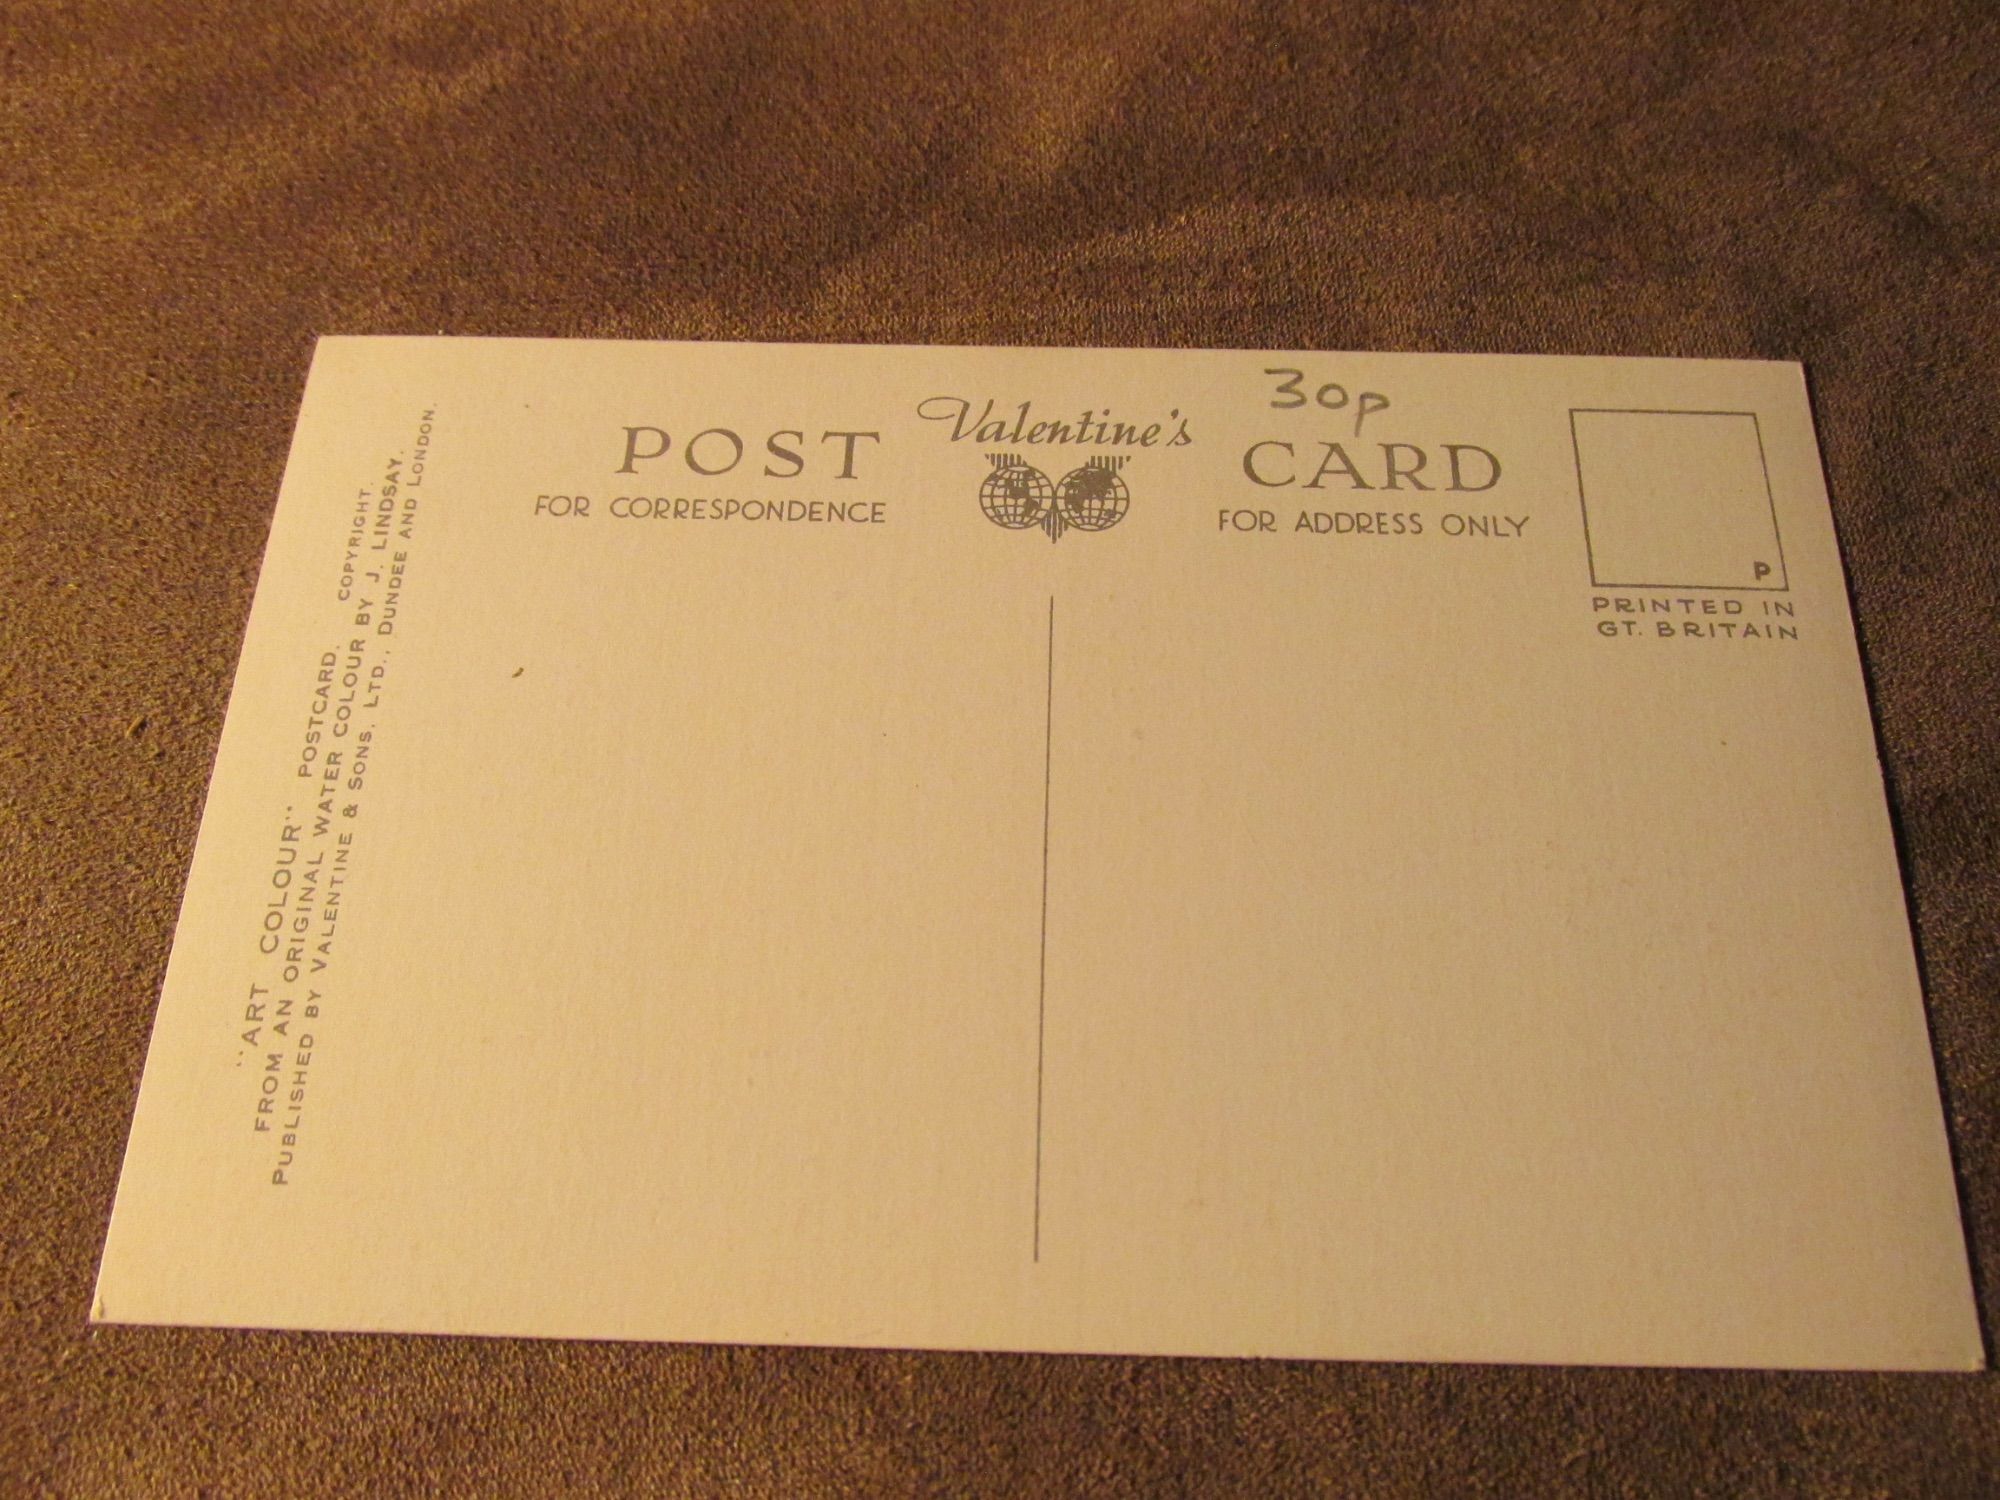 "ART COLOUR" POSTCARD. COPYRIGHT.
FROM AN ORIGINAL WATER COLOUR BY J. LINDSAY.
PUBLISHED BY VALENTINE & SONS, LTD., DUNDEE AND LONDON.
POST Valentine's CARD
30p
FOR CORRESPONDENCE
FOR ADDRESS ONLY
P
PRINTED IN
GT. BRITAIN